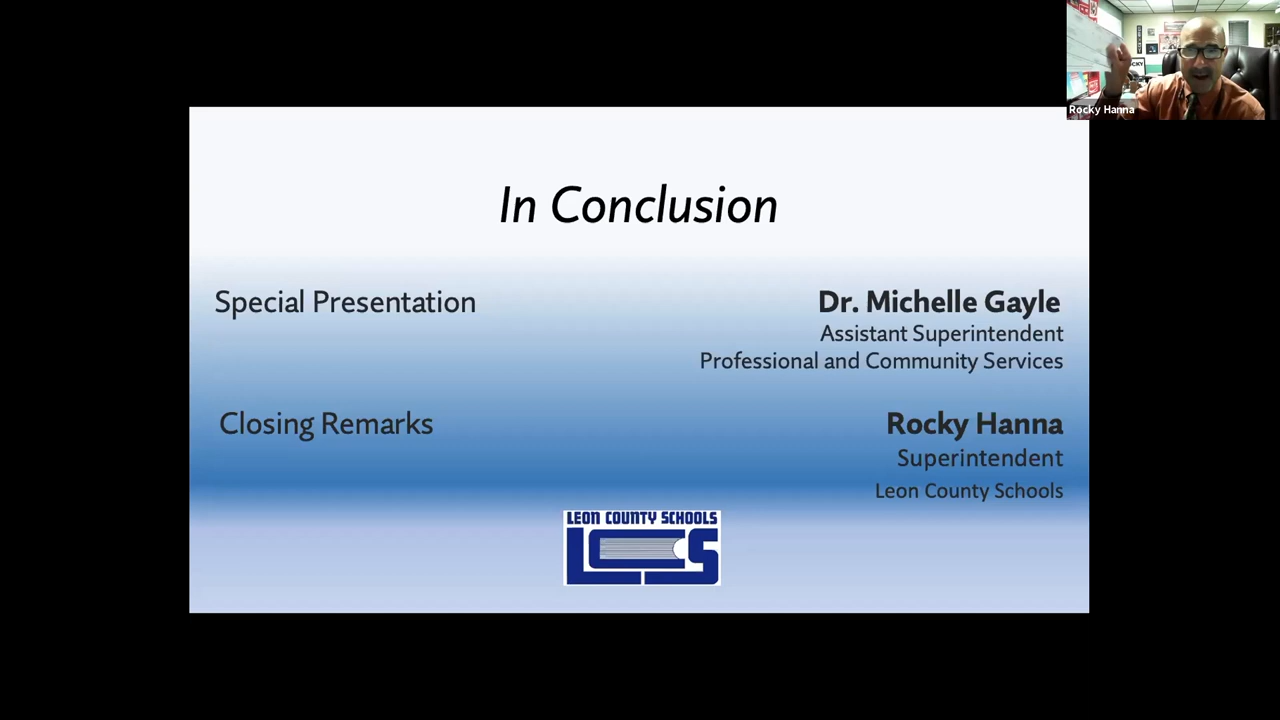 Rocky Hanna
In Conclusion
Special Presentation
Dr. Michelle Gayle
Assistant Superintendent
Professional and Community Services
Closing Remarks
Rocky Hanna
Superintendent
Leon County Schools
LEON COUNTY SCHOOLS
LCS